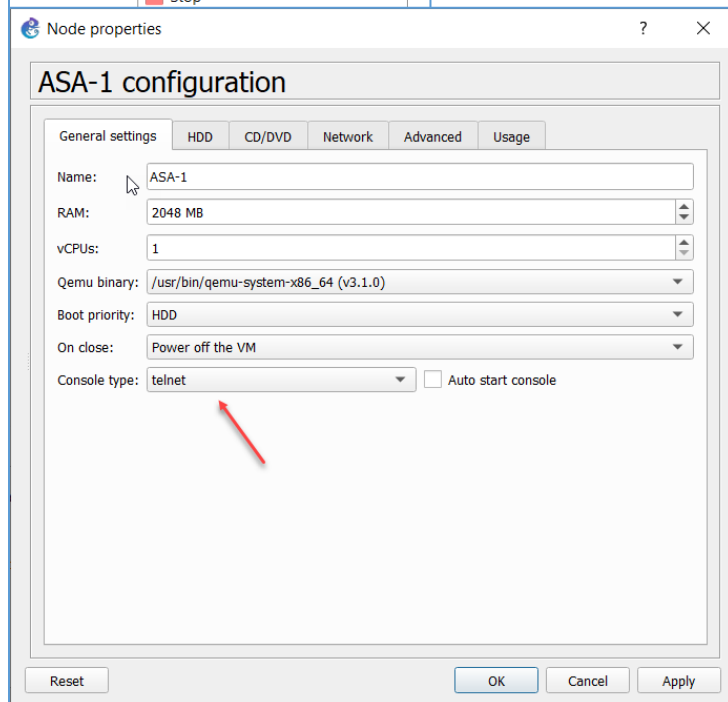 Stop
Node properties
?
ASA-1 configuration
General settings HDD CD/DVD Network Advanced Usage
Name: ASA-1
RAM: 2048 MB
vCPUs: 1
Qemu binary: /usr/bin/qemu-system-x86_64 (v3.1.0)
Boot priority: HDD
On close: Power off the VM
Console type: telnet Auto start console
Reset OK Cancel Apply